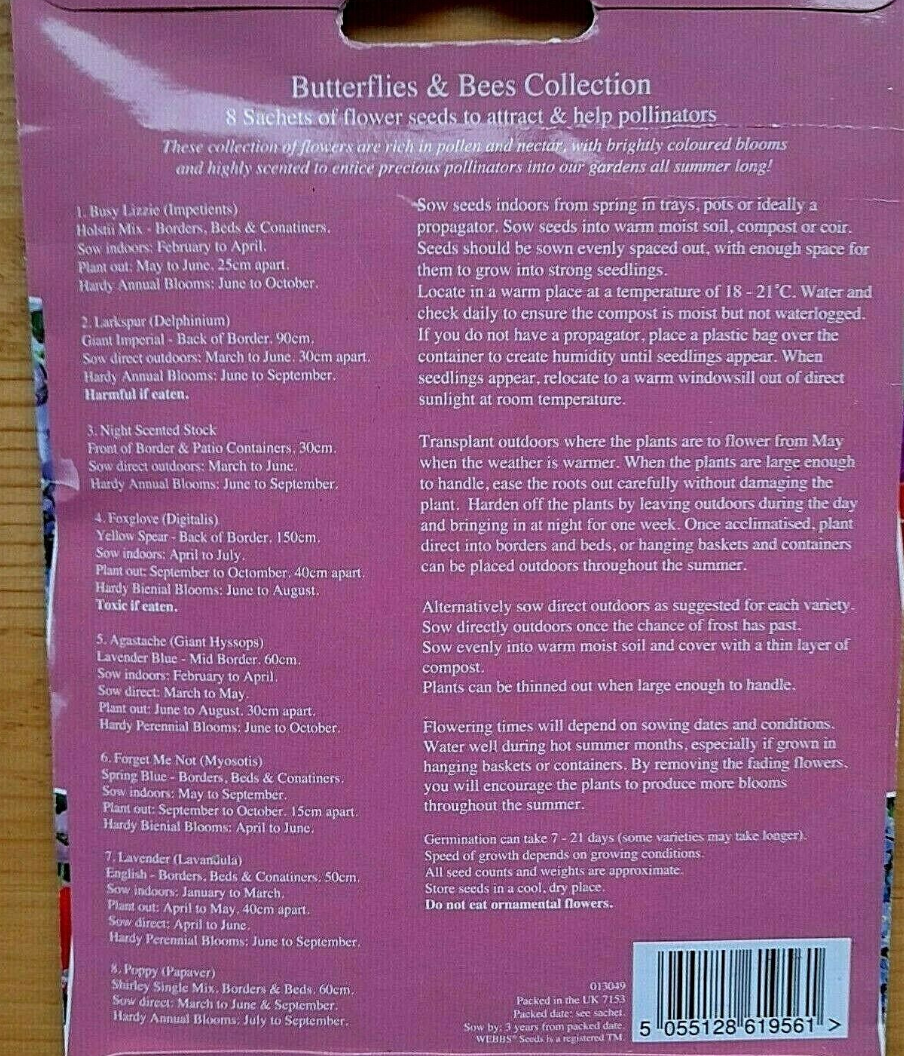 Butterflies & Bees Collection
8 Sachets of flower seeds to attract & help pollinators
These collection of flowers are rich in pollen and nectar, with brightly coloured blooms
and highly scented to entice precious pollinators into our gardens all summer long!
1. Busy Lizzie (Impetients)
Holstii Mix - Borders, Beds & Conatiners.
Sow indoors: February to April.
Plant out: May to June. 25cm apart.
Hardy Annual Blooms: June to October.
2. Larkspur (Delphinium)
Giant Imperial - Back of Border. 90cm.
Sow direct outdoors: March to June. 30cm apart.
Hardy Annual Blooms: June to September.
Harmful if eaten.
3. Night Scented Stock
Front of Border & Patio Containers. 30cm.
Sow direct outdoors: March to June.
Hardy Annual Blooms: June to September.
4. Foxglove (Digitalis)
Yellow Spear - Back of Border. 150cm.
Sow indoors: April to July.
Plant out: September to Octomber. 40cm apart.
Hardy Bienial Blooms: June to August.
Toxic if eaten.
5. Agastache (Giant Hyssops)
Lavender Blue - Mid Border. 60cm.
Sow indoors: February to April.
Sow direct: March to May.
Plant out: June to August. 30cm apart.
Hardy Perennial Blooms: June to October.
6. Forget Me Not (Myosotis)
Spring Blue - Borders, Beds & Conatiners.
Sow indoors: May to September.
Plant out: September to October. 15cm apart.
Hardy Bienial Blooms: April to June.
7. Lavender (Lavandula)
English - Borders, Beds & Conatiners. 50cm.
Sow indoors: January to March.
Plant out: April to May. 40cm apart.
Sow direct: April to June.
Hardy Perennial Blooms: June to September.
8. Poppy (Papaver)
Shirley Single Mix. Borders & Beds. 60cm.
Sow direct: March to June & September.
Hardy Annual Blooms: July to September.
Sow seeds indoors from spring in trays, pots or ideally a
propagator. Sow seeds into warm moist soil, compost or coir.
Seeds should be sown evenly spaced out, with enough space for
them to grow into strong seedlings.
Locate in a warm place at a temperature of 18 - 21°C. Water and
check daily to ensure the compost is moist but not waterlogged.
If you do not have a propagator, place a plastic bag over the
container to create humidity until seedlings appear. When
seedlings appear, relocate to a warm windowsill out of direct
sunlight at room temperature.
Transplant outdoors where the plants are to flower from May
when the weather is warmer. When the plants are large enough
to handle, ease the roots out carefully without damaging the
plant. Harden off the plants by leaving outdoors during the day
and bringing in at night for one week. Once acclimatised, plant
direct into borders and beds, or hanging baskets and containers
can be placed outdoors throughout the summer.
Alternatively sow direct outdoors as suggested for each variety.
Sow directly outdoors once the chance of frost has past.
Sow evenly into warm moist soil and cover with a thin layer of
compost.
Plants can be thinned out when large enough to handle.
Flowering times will depend on sowing dates and conditions.
Water well during hot summer months, especially if grown in
hanging baskets or containers. By removing the fading flowers,
you will encourage the plants to produce more blooms
throughout the summer.
Germination can take 7 - 21 days (some varieties may take longer).
Speed of growth depends on growing conditions.
All seed counts and weights are approximate.
Store seeds in a cool, dry place.
Do not eat ornamental flowers.
013049
Packed in the UK 7153
Packed date: see sachet.
Sow by: 3 years from packed date.
WEBBS® Seeds is a registered TM.
5 055128 619561 >